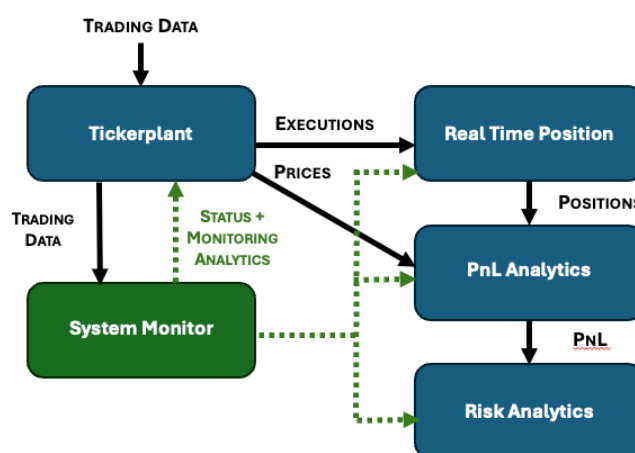 TRADING DATA
Tickerplant
EXECUTIONS
Real Time Position
PRICES
TRADING
DATA
STATUS +
MONITORING
ANALYTICS
POSITIONS
PnL Analytics
System Monitor
PNL
Risk Analytics